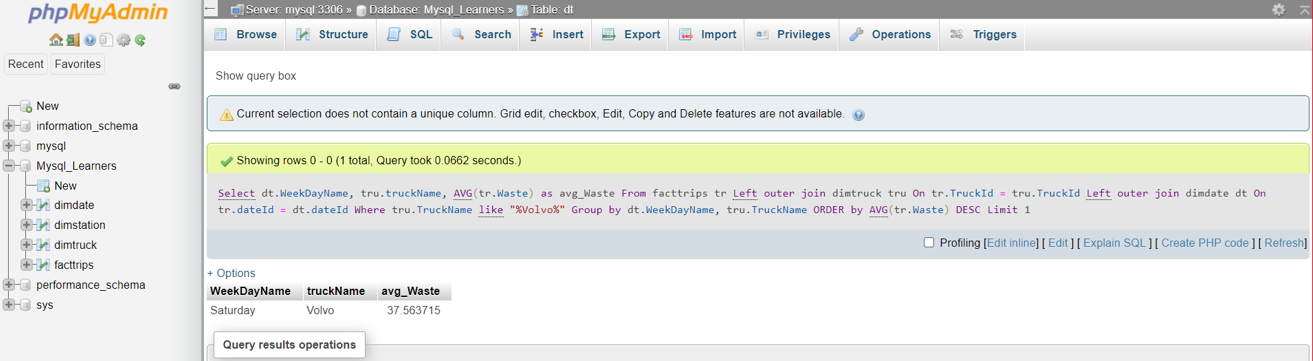 phpMyAdmin
Recent Favorites
New
information_schema
mysql
Mysql_Learners
New
dimdate
dimstation
dimtruck
facttrips
performance_schema
sys
Server: mysql:3306 » Database: Mysql_Learners » Table: dt
Browse Structure SQL Search Insert Export Import Privileges Operations Triggers
Show query box
Current selection does not contain a unique column. Grid edit, checkbox, Edit, Copy and Delete features are not available.
Showing rows 0 - 0 (1 total, Query took 0.0662 seconds.)
Select dt.WeekDayName, tru.truckName, AVG(tr.Waste) as avg_Waste From facttrips tr Left outer join dimtruck tru On tr.TruckId = tru.TruckId Left outer join dimdate dt On
tr.dateId = dt.dateId Where tru.TruckName like "%Volvo%" Group by dt.WeekDayName, tru.TruckName ORDER by AVG(tr.Waste) DESC Limit 1
Profiling [Edit inline] [ Edit ] [ Explain SQL ] [ Create PHP code ] [ Refresh]
+ Options
WeekDayName truckName avg_Waste
Saturday Volvo 37.563715
Query results operations